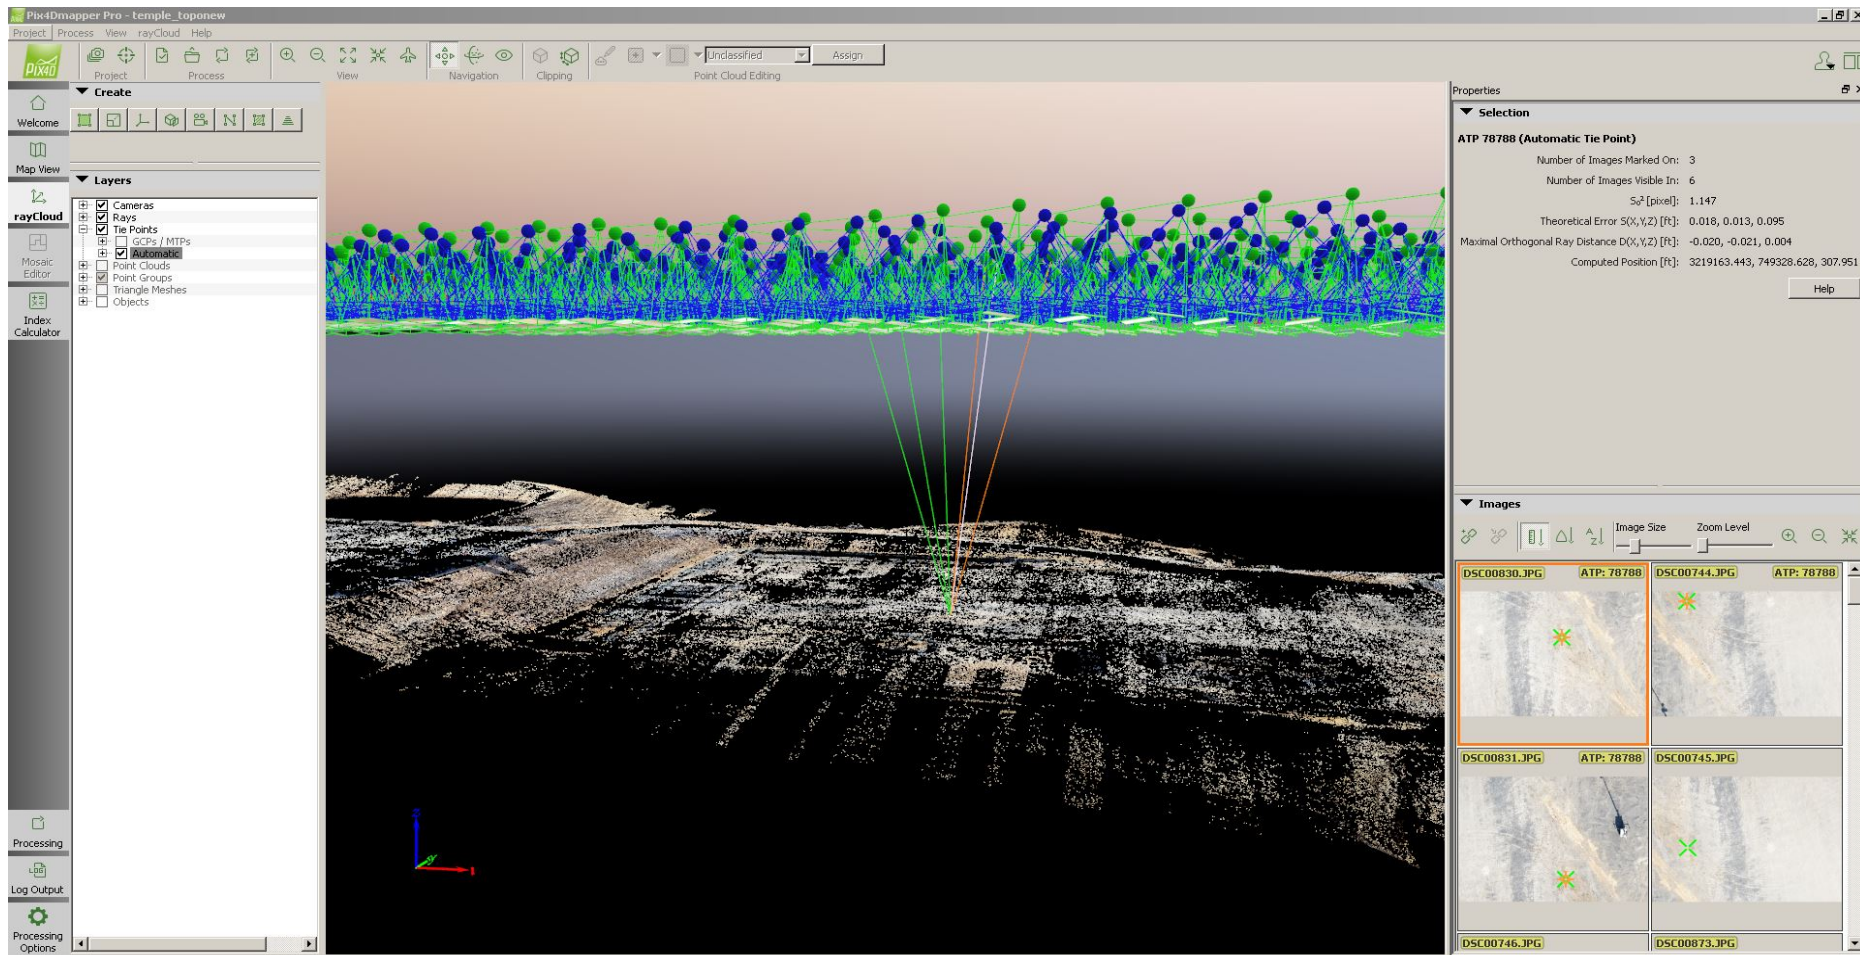 Pix4Dmapper Pro - temple_toponew
Project Process View rayCloud Help
PIX4D
Project Process View Navigation Clipping Point Cloud Editing
Unclassified Assign
Welcome
Map View
rayCloud
Mosaic
Editor
Index
Calculator
Processing
Log Output
Processing
Options
Create
Layers
Cameras
Rays
Tie Points
GCPs / MTPs
Automatic
Point Clouds
Point Groups
Triangle Meshes
Objects
Properties
Selection
ATP 78788 (Automatic Tie Point)
Number of Images Marked On: 3
Number of Images Visible In: 6
S₀² [pixel]: 1.147
Theoretical Error S(X,Y,Z) [ft]: 0.018, 0.013, 0.095
Maximal Orthogonal Ray Distance D(X,Y,Z) [ft]: -0.020, -0.021, 0.004
Computed Position [ft]: 3219163.443, 749328.628, 307.951
Help
Images
Image Size Zoom Level
DSC00830.JPG ATP: 78788 DSC00744.JPG ATP: 78788
DSC00831.JPG ATP: 78788 DSC00745.JPG
DSC00746.JPG DSC00873.JPG